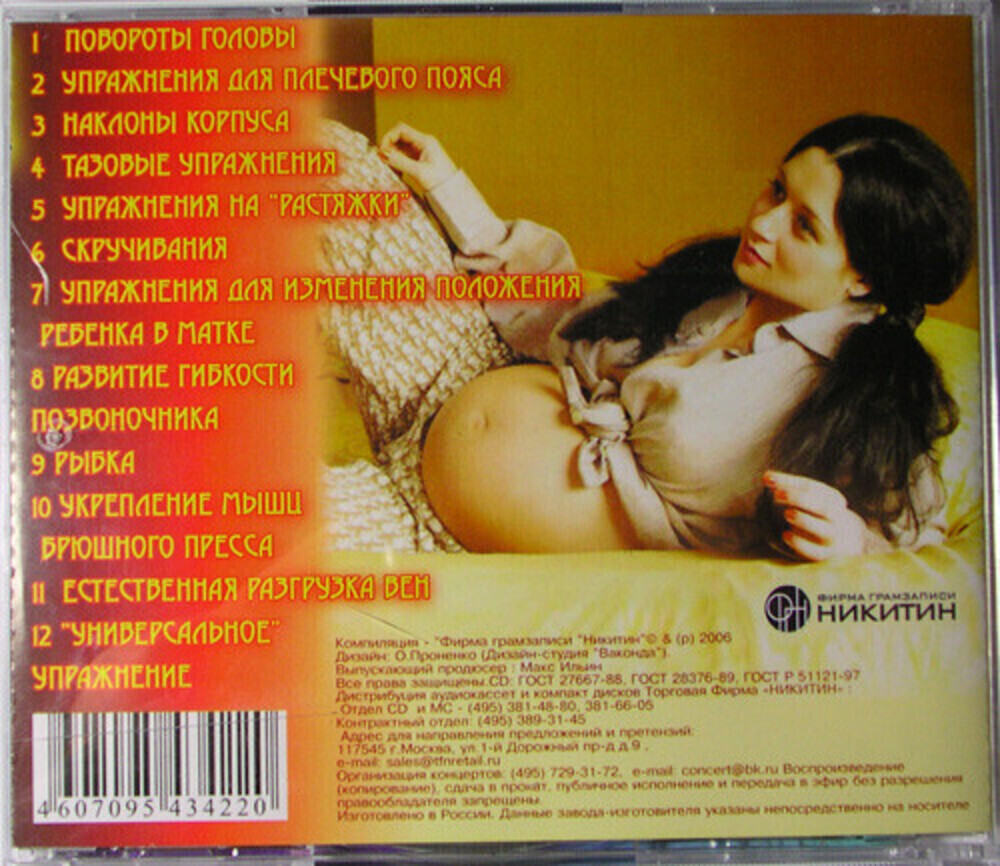 1 ПОВОРОТЫ ГОЛОВЫ
2 УПРАЖНЕНИЯ ДЛЯ ПЛЕЧЕВОГО ПОЯСА
3 НАКЛОНЫ КОРПУСА
4 ТАЗОВЫЕ УПРАЖНЕНИЯ
5 УПРАЖНЕНИЯ НА "РАСТЯЖКИ"
6 СКРУЧИВАНИЯ
7 УПРАЖНЕНИЯ ДЛЯ ИЗМЕНЕНИЯ ПОЛОЖЕНИЯ
РЕБЕНКА В МАТКЕ
8 РАЗВИТИЕ ГИБКОСТИ
ПОЗВОНОЧНИКА
9 РЫБКА
10 УКРЕПЛЕНИЕ МЫШЦ
БРЮШНОГО ПРЕССА
11 ЕСТЕСТВЕННАЯ РАЗГРУЗКА ВЕН
12 "УНИВЕРСАЛЬНОЕ"
УПРАЖНЕНИЕ
ФИРМА ГРАМЗАПИСИ
НИКИТИН
Компиляция - "Фирма грамзаписи "Никитин"© & (p) 2006
Дизайн: О.Проненко (Дизайн-студия "Ваконда").
Выпускающий продюсер : Макс Ильин
Все права защищены.CD: ГОСТ 27667-88, ГОСТ 28376-89, ГОСТ Р 51121-97
Дистрибуция аудиокассет и компакт дисков Торговая Фирма «НИКИТИН» :
Отдел CD и МС - (495) 381-48-80, 381-66-05
Контрактный отдел: (495) 389-31-45
Адрес для направления предложений и претензий:
117545 г.Москва, ул.1-й Дорожный пр-д д.9 ,
e-mail: sales@tfnretail.ru
Организация концертов: (495) 729-31-72, e-mail: concert@bk.ru Воспроизведение
(копирование), сдача в прокат, публичное исполнение и передача в эфир без разрешения
правообладателя запрещены.
Изготовлено в России. Данные завода-изготовителя указаны непосредственно на носителе
4 607095 434220